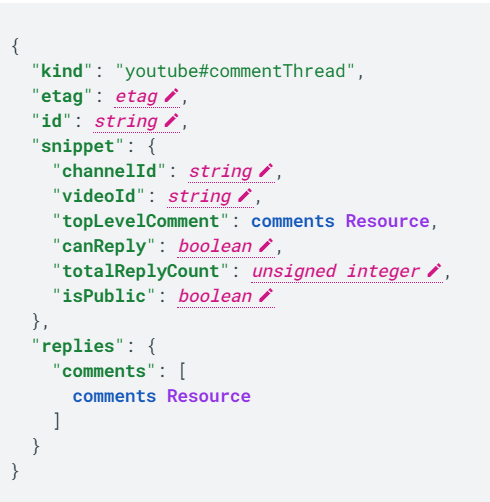 {
  "kind": "youtube#commentThread",
  "etag": etag,
  "id": string,
  "snippet": {
    "channelId": string,
    "videoId": string,
    "topLevelComment": comments Resource,
    "canReply": boolean,
    "totalReplyCount": unsigned integer,
    "isPublic": boolean
  },
  "replies": {
    "comments": [
      comments Resource
    ]
  }
}